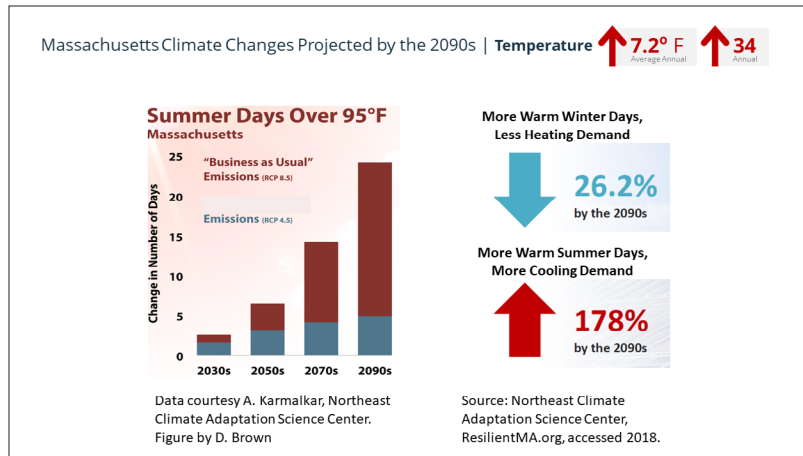 Massachusetts Climate Changes Projected by the 2090s | Temperature
7.2° F
Average Annual
34
Annual
Summer Days Over 95°F
Massachusetts
"Business as Usual"
Emissions (RCP 8.5)
Emissions (RCP 4.5)
Change in Number of Days
25
20
15
10
5
0
2030s 2050s 2070s 2090s
Data courtesy A. Karmalkar, Northeast
Climate Adaptation Science Center.
Figure by D. Brown
More Warm Winter Days,
Less Heating Demand
26.2%
by the 2090s
More Warm Summer Days,
More Cooling Demand
178%
by the 2090s
Source: Northeast Climate
Adaptation Science Center,
ResilientMA.org, accessed 2018.